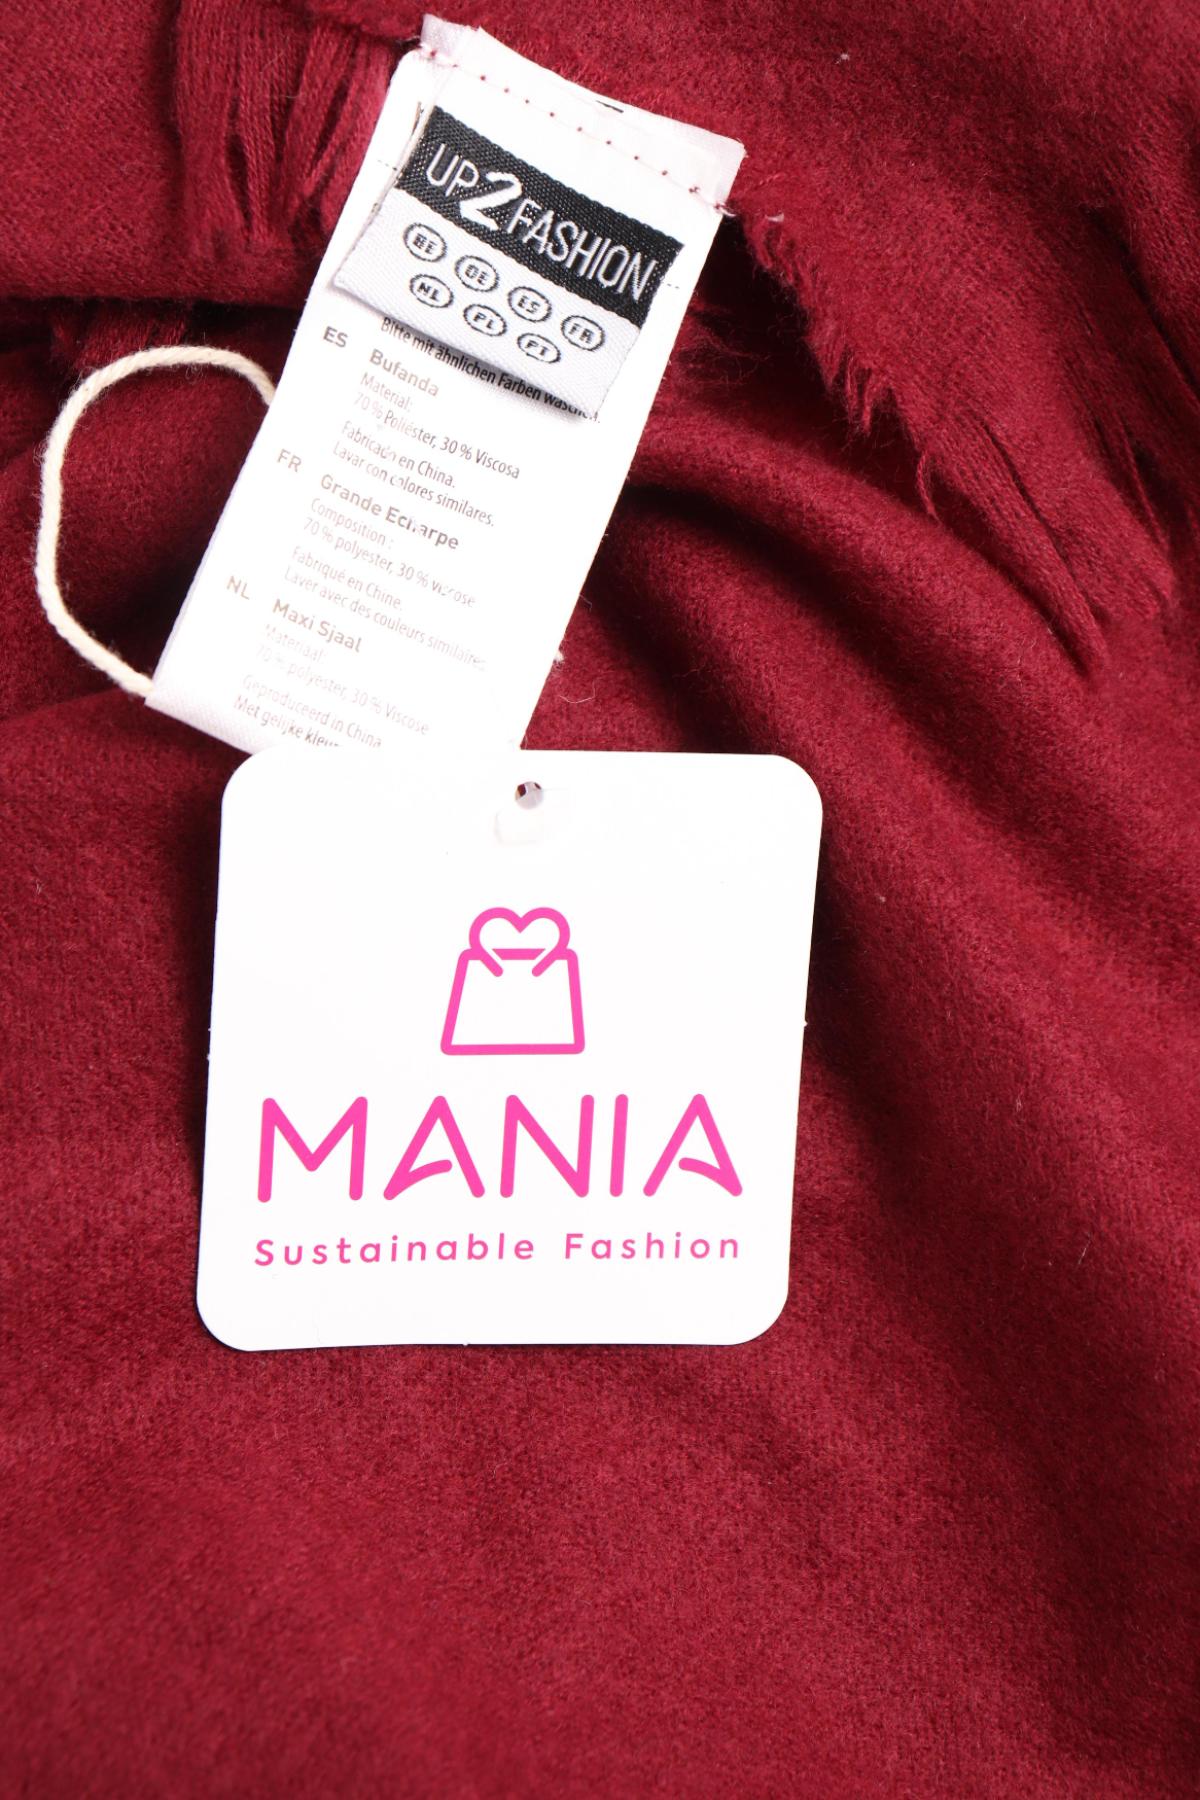 UP2FASHION
BE DE ES FR
NL PL PT
Bitte mit ähnlichen Farben waschen.
ES Bufanda
Material:
70 % Poliéster, 30 % Viscosa
Fabricado en China.
Lavar con colores similares.
FR Grande Echarpe
Composition :
70 % polyester, 30 % viscose
Fabriqué en Chine.
Laver avec des couleurs similaires.
NL Maxi Sjaal
Materiaal:
70 % polyester, 30 % Viscose
Geproduceerd in China
Met gelijke
MANIA
Sustainable Fashion